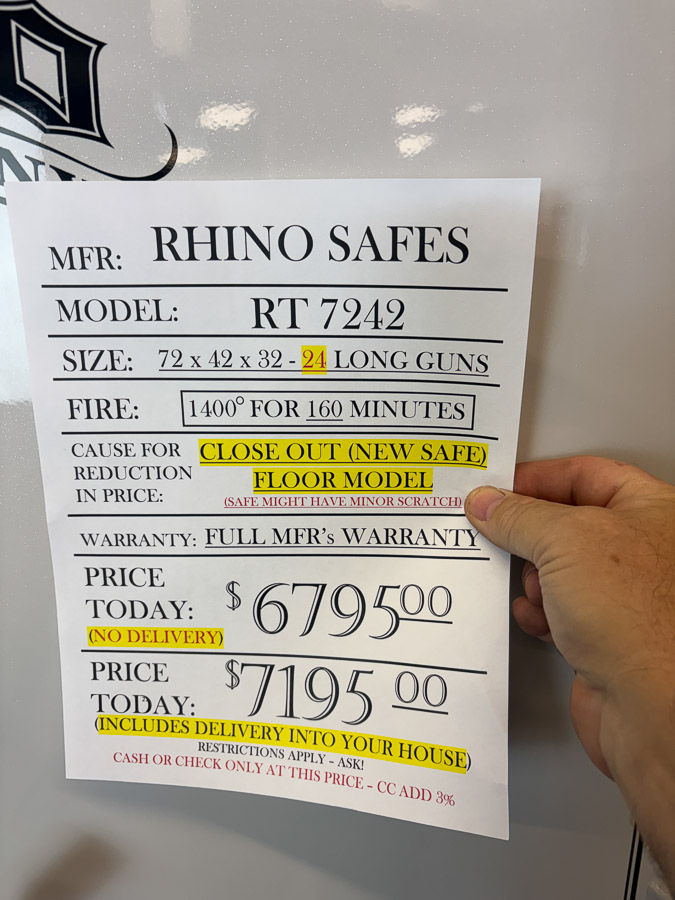 MFR: RHINO SAFES
MODEL: RT 7242
SIZE: 72 x 42 x 32 - 24 LONG GUNS
FIRE: 1400° FOR 160 MINUTES
CAUSE FOR REDUCTION IN PRICE:
CLOSE OUT (NEW SAFE)
FLOOR MODEL
(SAFE MIGHT HAVE MINOR SCRATCH)
WARRANTY: FULL MFR's WARRANTY
PRICE
TODAY: $6795 00
(NO DELIVERY)
PRICE
TODAY: $7195 00
(INCLUDES DELIVERY INTO YOUR HOUSE)
RESTRICTIONS APPLY - ASK!
CASH OR CHECK ONLY AT THIS PRICE - CC ADD 3%